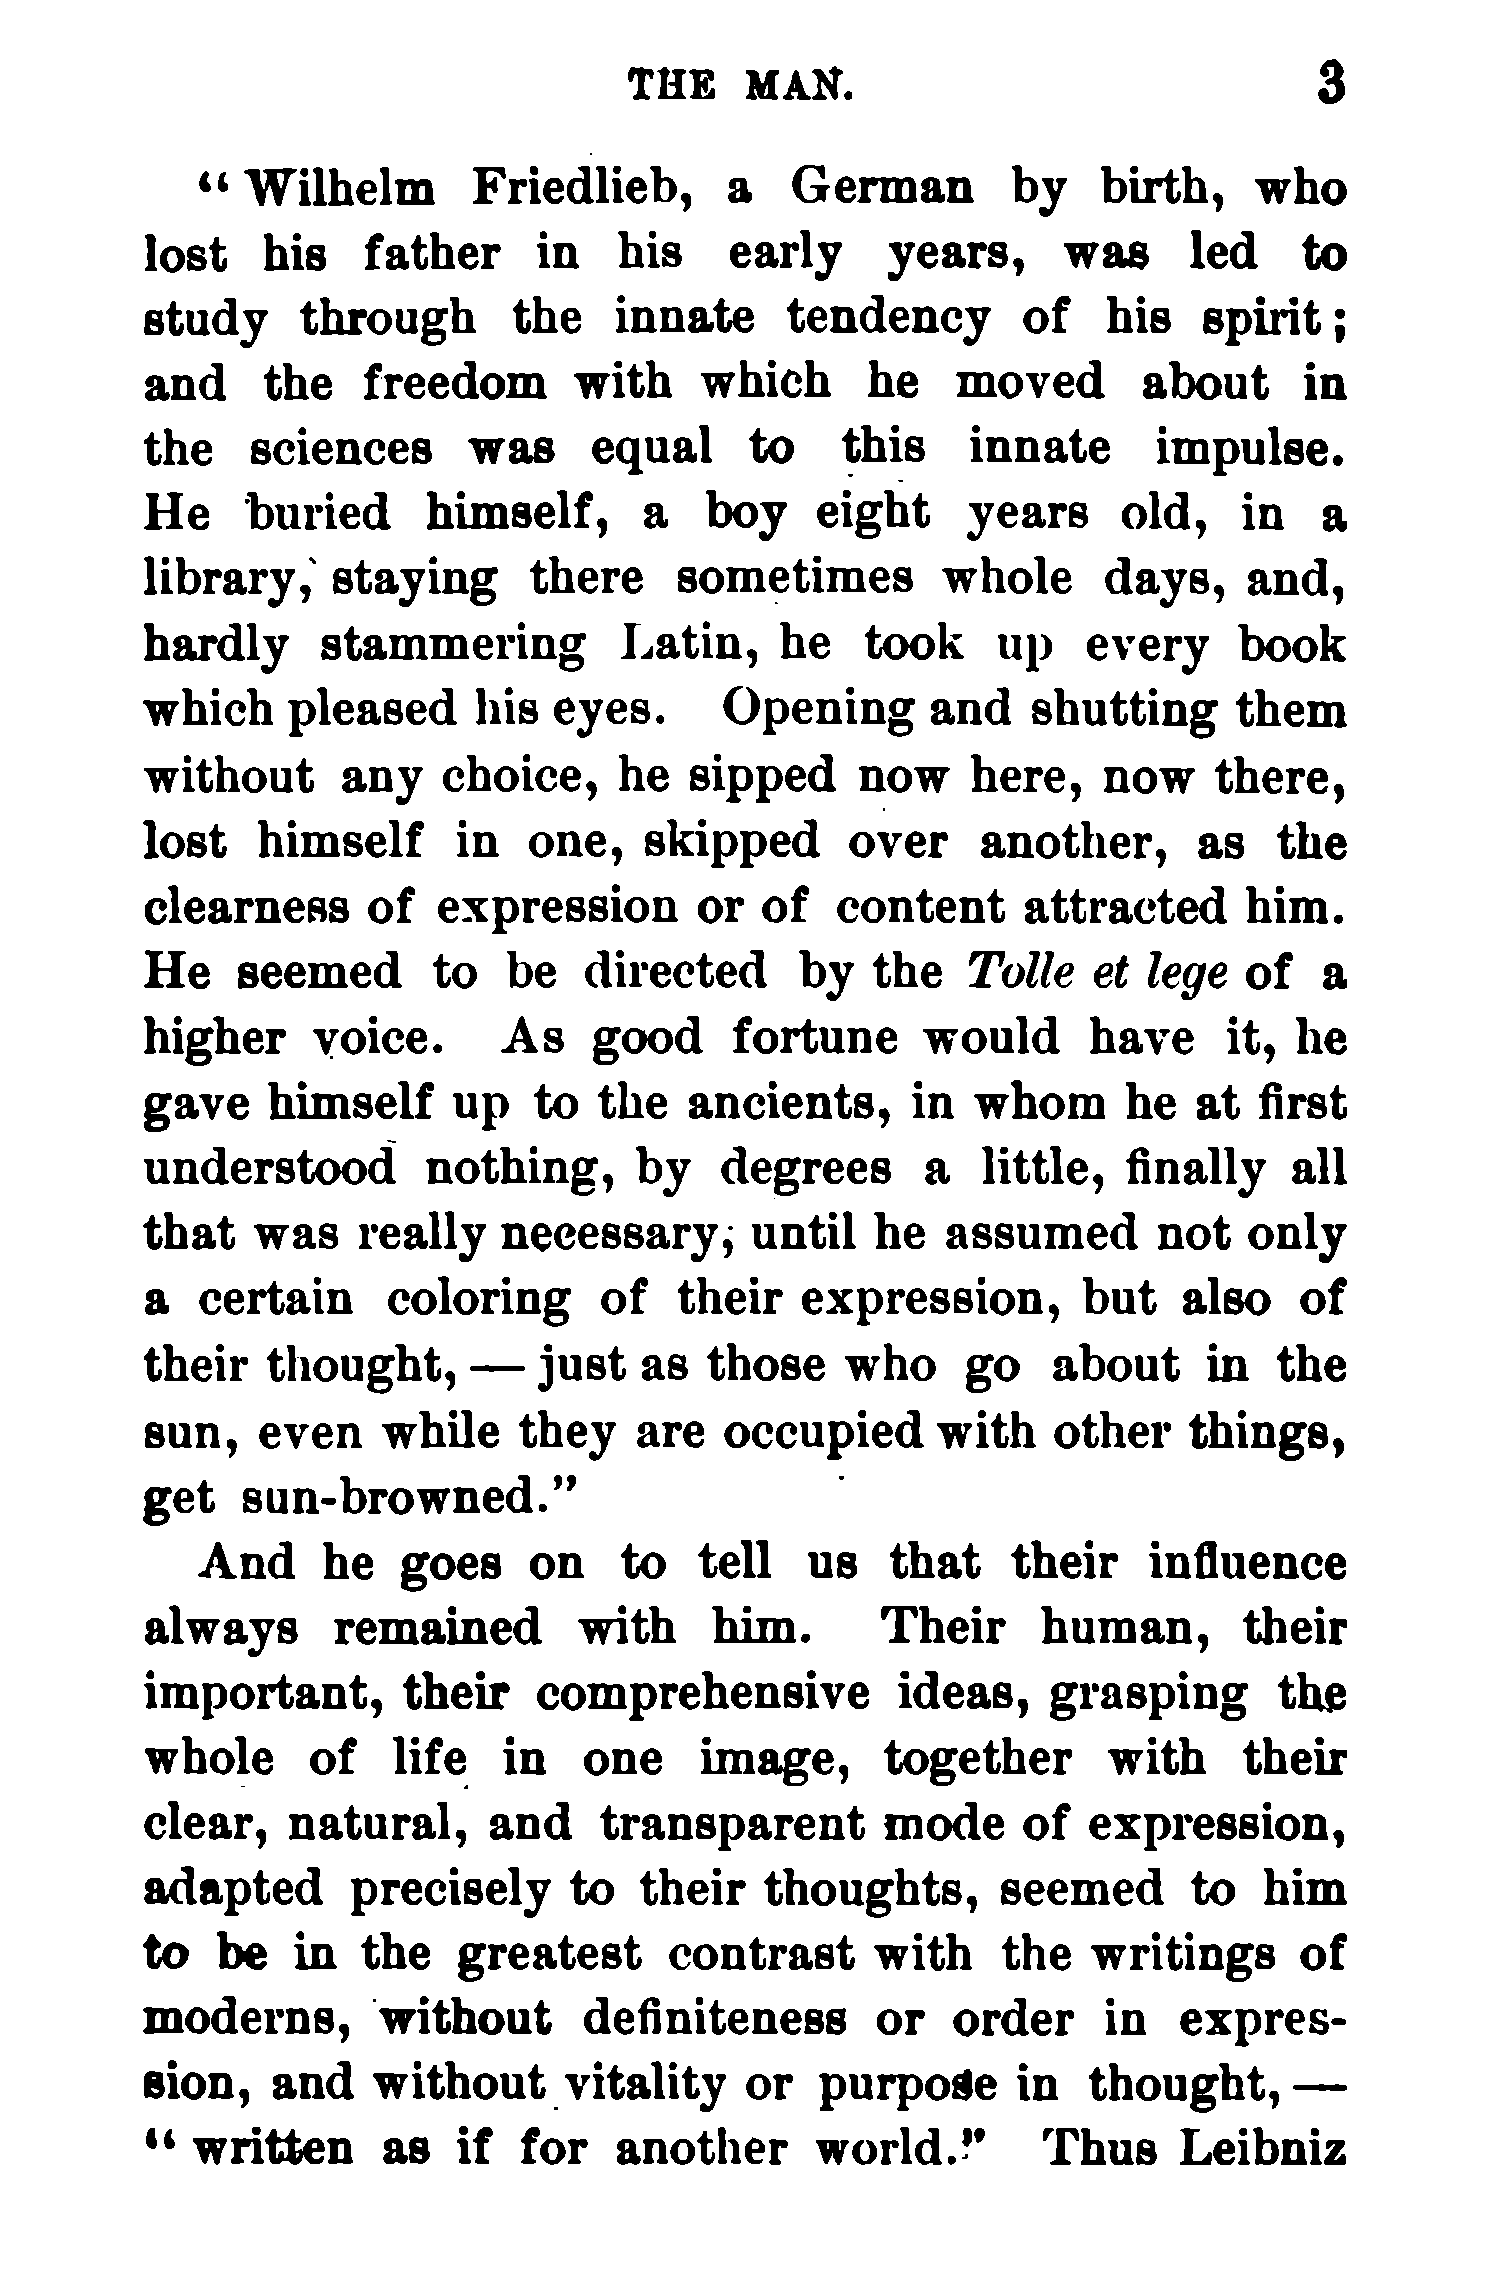 THE MAN. 3
“Wilhelm Friedlieb, a German by birth, who
lost his father in his early years, was led to
study through the innate tendency of his spirit;
and the freedom with which he moved about in
the sciences was equal to this innate impulse.
He buried himself, a boy eight years old, in a
library, staying there sometimes whole days, and,
hardly stammering Latin, he took up every book
which pleased his eyes. Opening and shutting them
without any choice, he sipped now here, now there,
lost himself in one, skipped over another, as the
clearness of expression or of content attracted him.
He seemed to be directed by the Tolle et lege of a
higher voice. As good fortune would have it, he
gave himself up to the ancients, in whom he at first
understood nothing, by degrees a little, finally all
that was really necessary; until he assumed not only
a certain coloring of their expression, but also of
their thought, — just as those who go about in the
sun, even while they are occupied with other things,
get sun-browned.”
And he goes on to tell us that their influence
always remained with him. Their human, their
important, their comprehensive ideas, grasping the
whole of life in one image, together with their
clear, natural, and transparent mode of expression,
adapted precisely to their thoughts, seemed to him
to be in the greatest contrast with the writings of
moderns, without definiteness or order in expres-
sion, and without vitality or purpose in thought, —
“written as if for another world.” Thus Leibniz